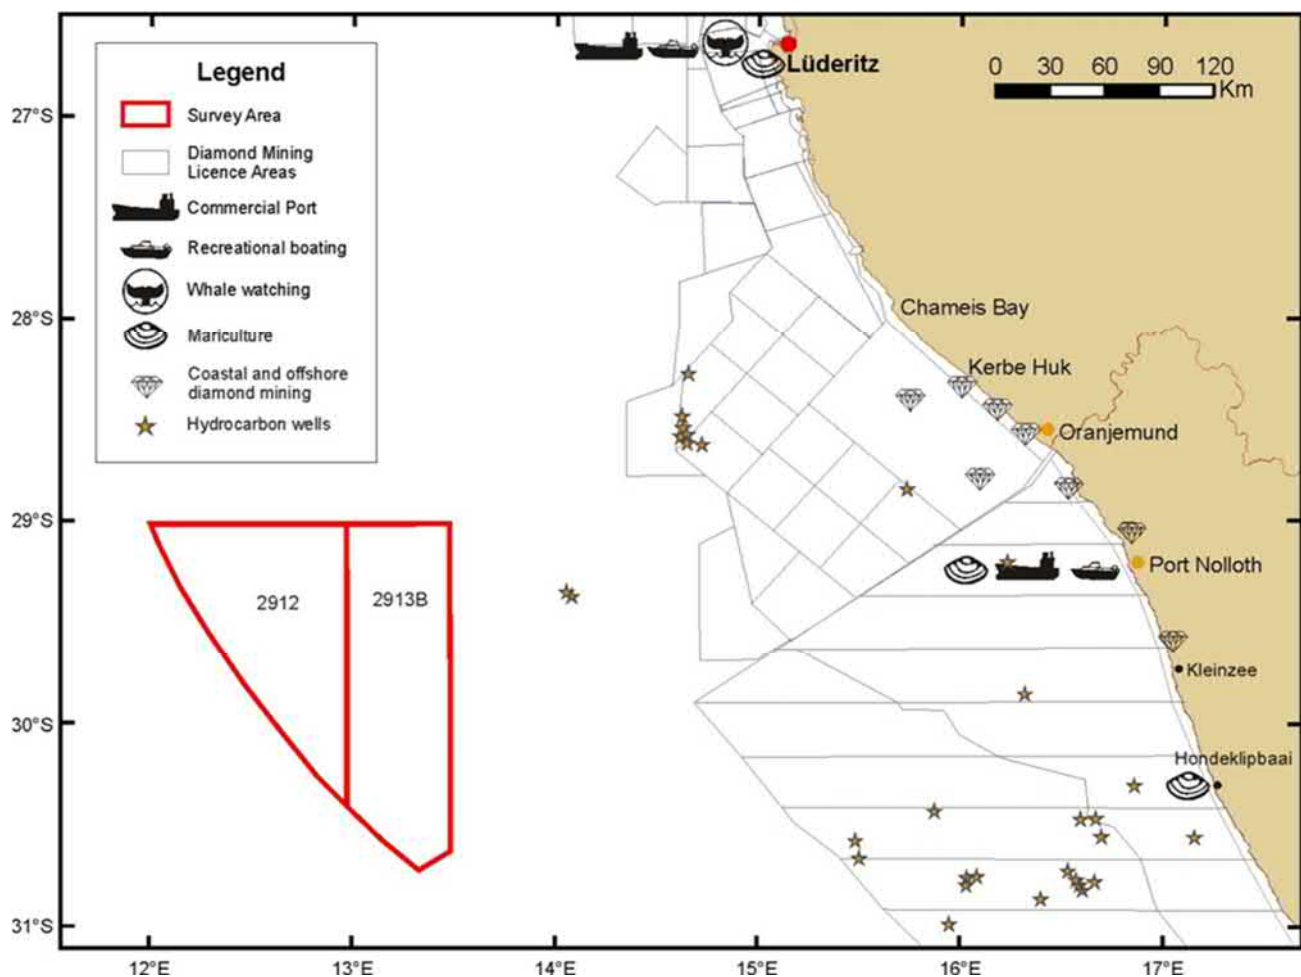 Legend
Survey Area
Diamond Mining
Licence Areas
Commercial Port
Recreational boating
Whale watching
Mariculture
Coastal and offshore
diamond mining
Hydrocarbon wells
Lüderitz
0 30 60 90 120
Km
Chameis Bay
Kerbe Huk
Oranjemund
Port Nolloth
Kleinzee
Hondeklipbaai
2912
2913B
27°S
28°S
29°S
30°S
31°S
12°E 13°E 14°E 15°E 16°E 17°E